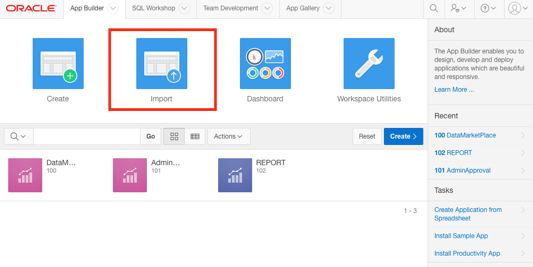 ORACLE
App Builder
SQL Workshop
Team Development
App Gallery
Create
Import
Dashboard
Workspace Utilities
Go
Actions
Reset
Create
DataM...
100
Admin...
101
REPORT
102
1 - 3
About
The App Builder enables you to
design, develop and deploy
applications which are beautiful
and responsive.
Learn More ...
Recent
100 DataMarketPlace
102 REPORT
101 AdminApproval
Tasks
Create Application from
Spreadsheet
Install Sample App
Install Productivity App